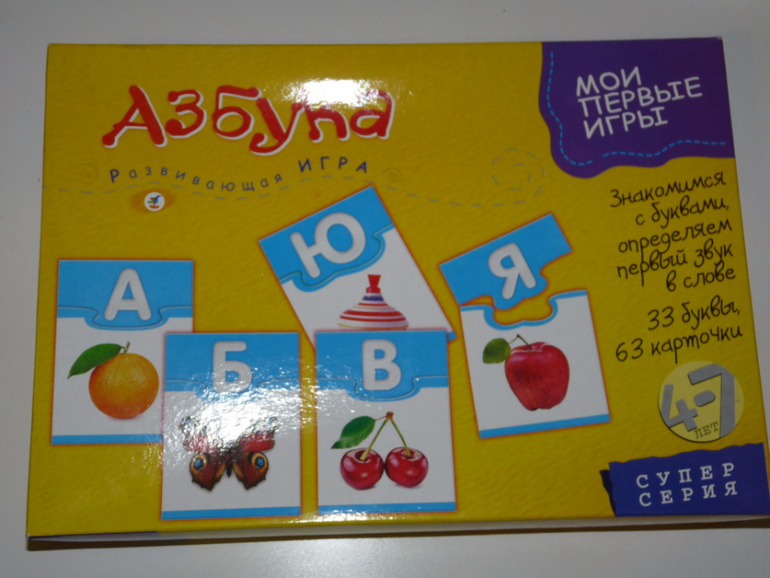 Азбука
Развивающая ИГРА
МОИ
ПЕРВЫЕ
ИГРЫ
Знакомимся
с буквами,
определяем
первый звук
в слове
33 буквы,
63 карточки
4-7
ЛЕТ
СУПЕР
СЕРИЯ
Ю
Я
А
Б
В